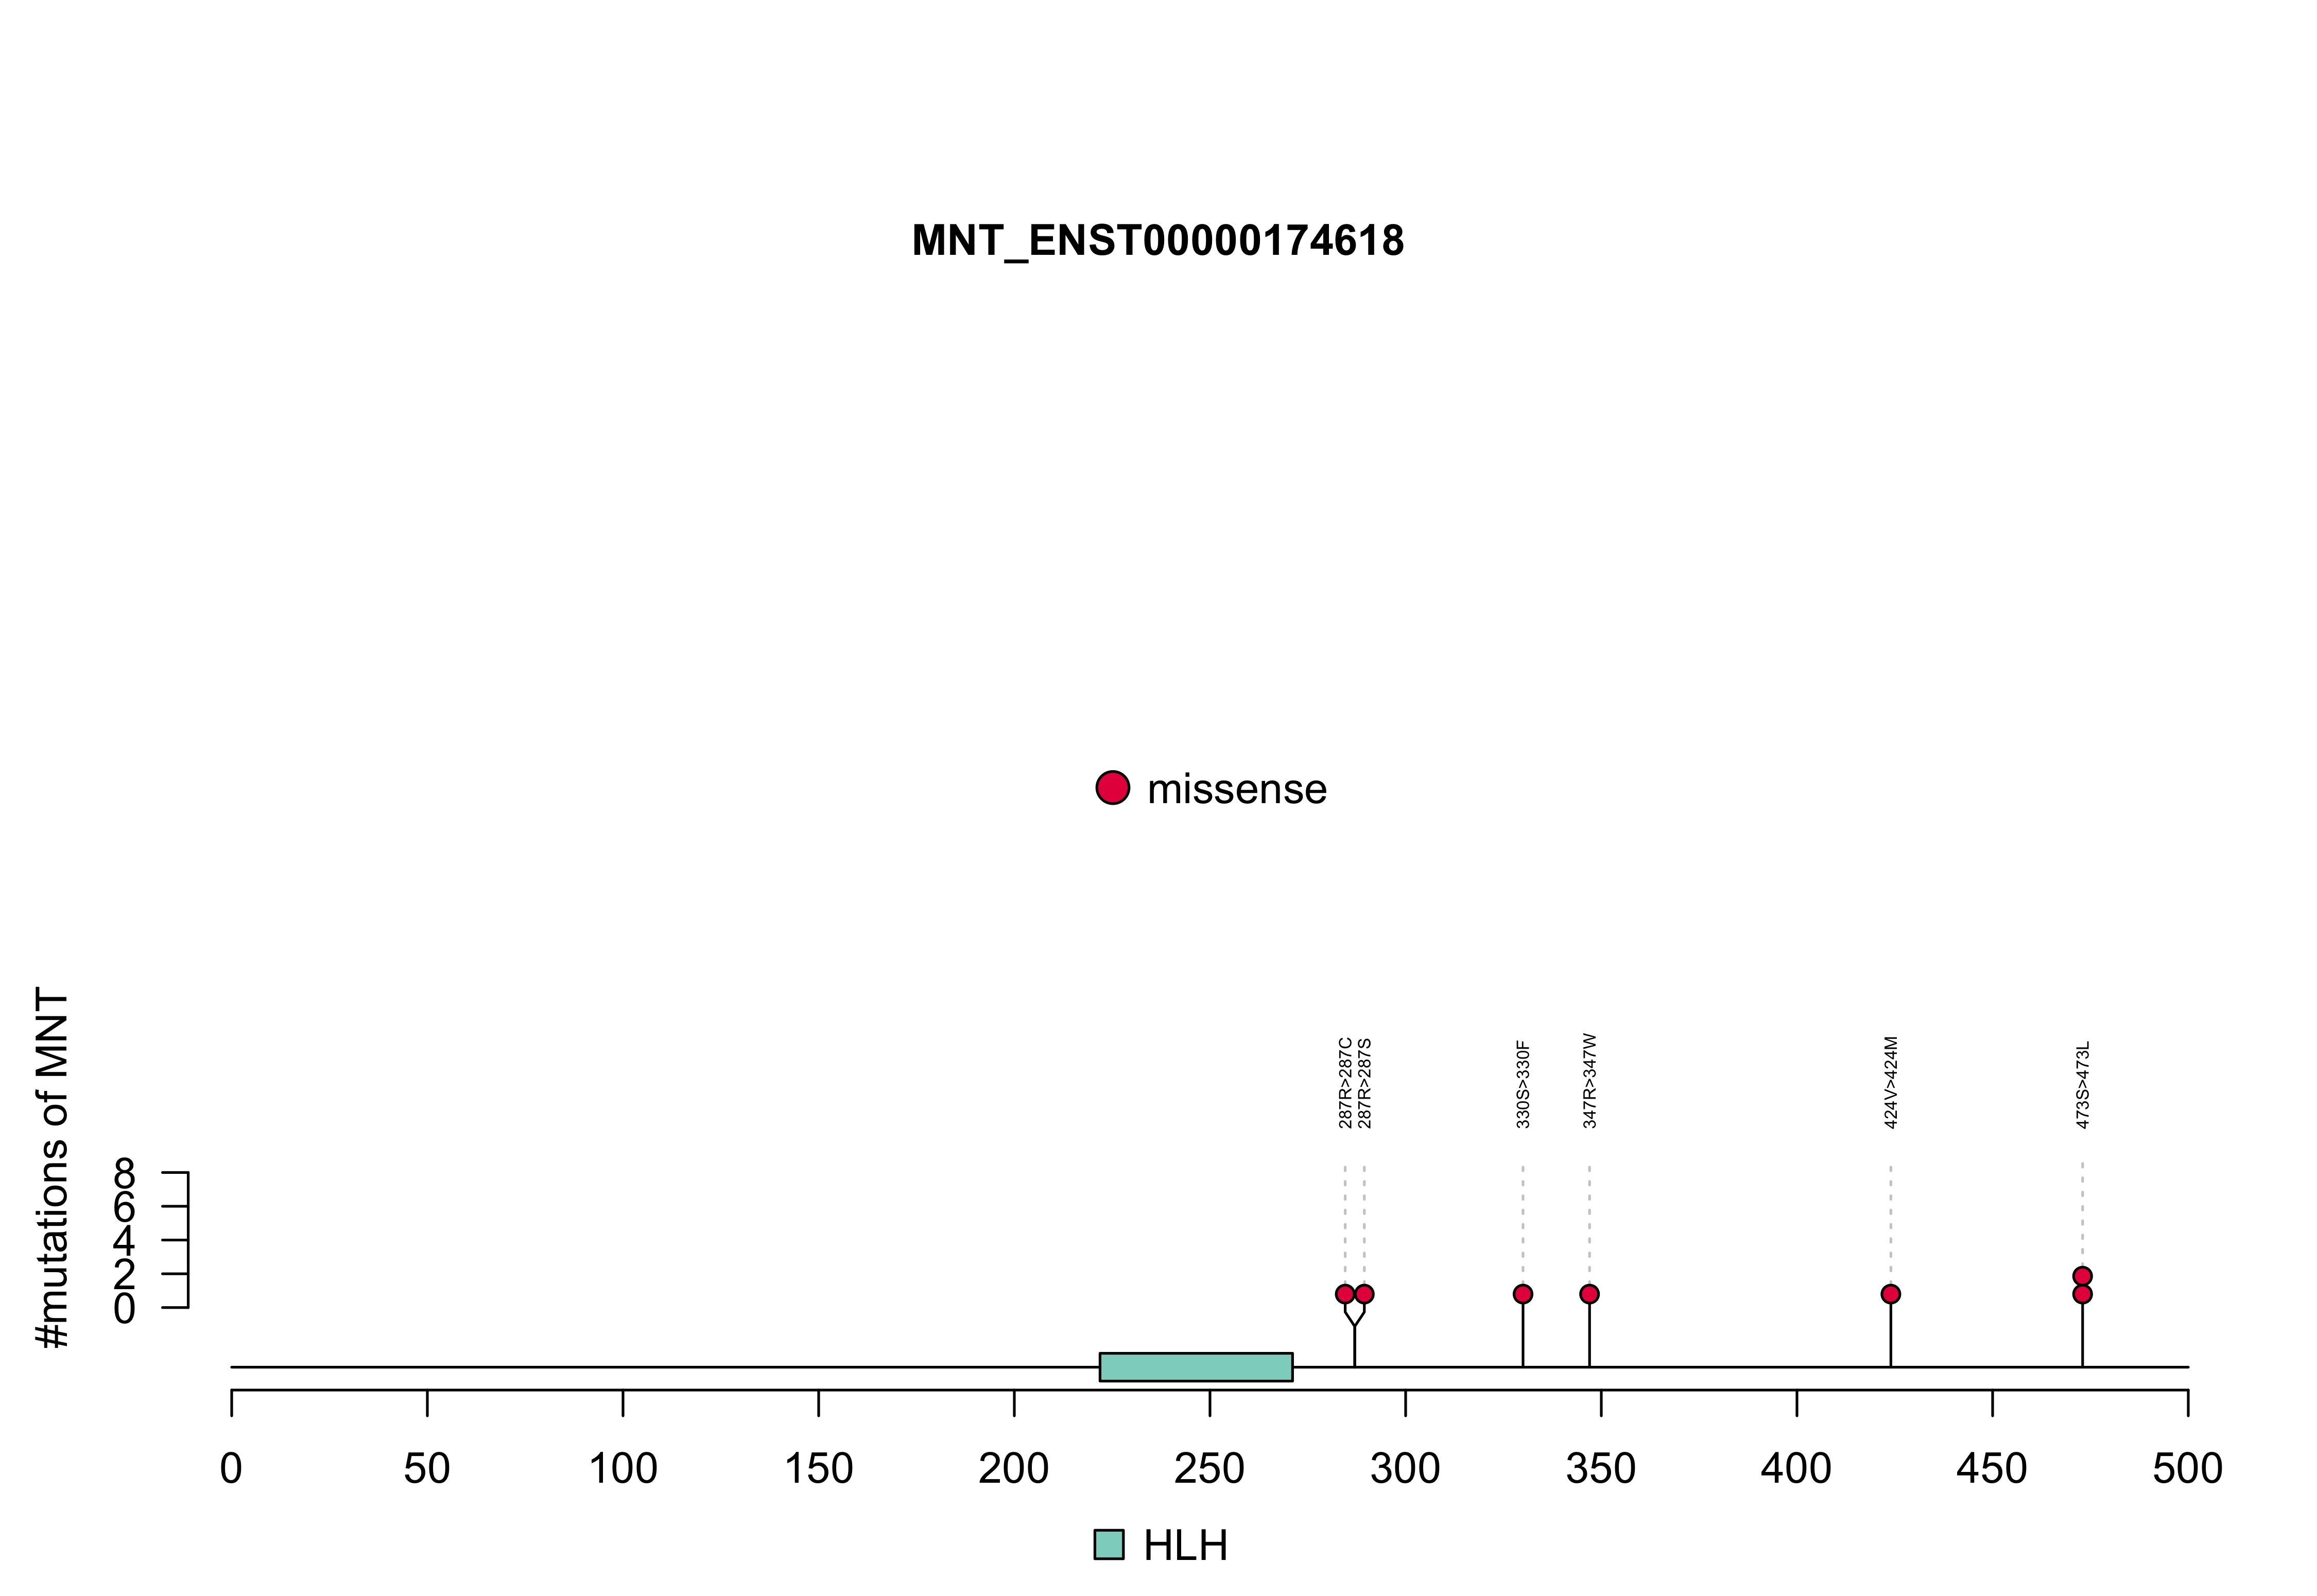 MNT_ENST00000174618
missense
#mutations of MNT
287R>287C
287R>287S
330S>330F
347R>347W
424V>424M
473S>473L
8
6
4
2
0
0 50 100 150 200 250 300 350 400 450 500
HLH